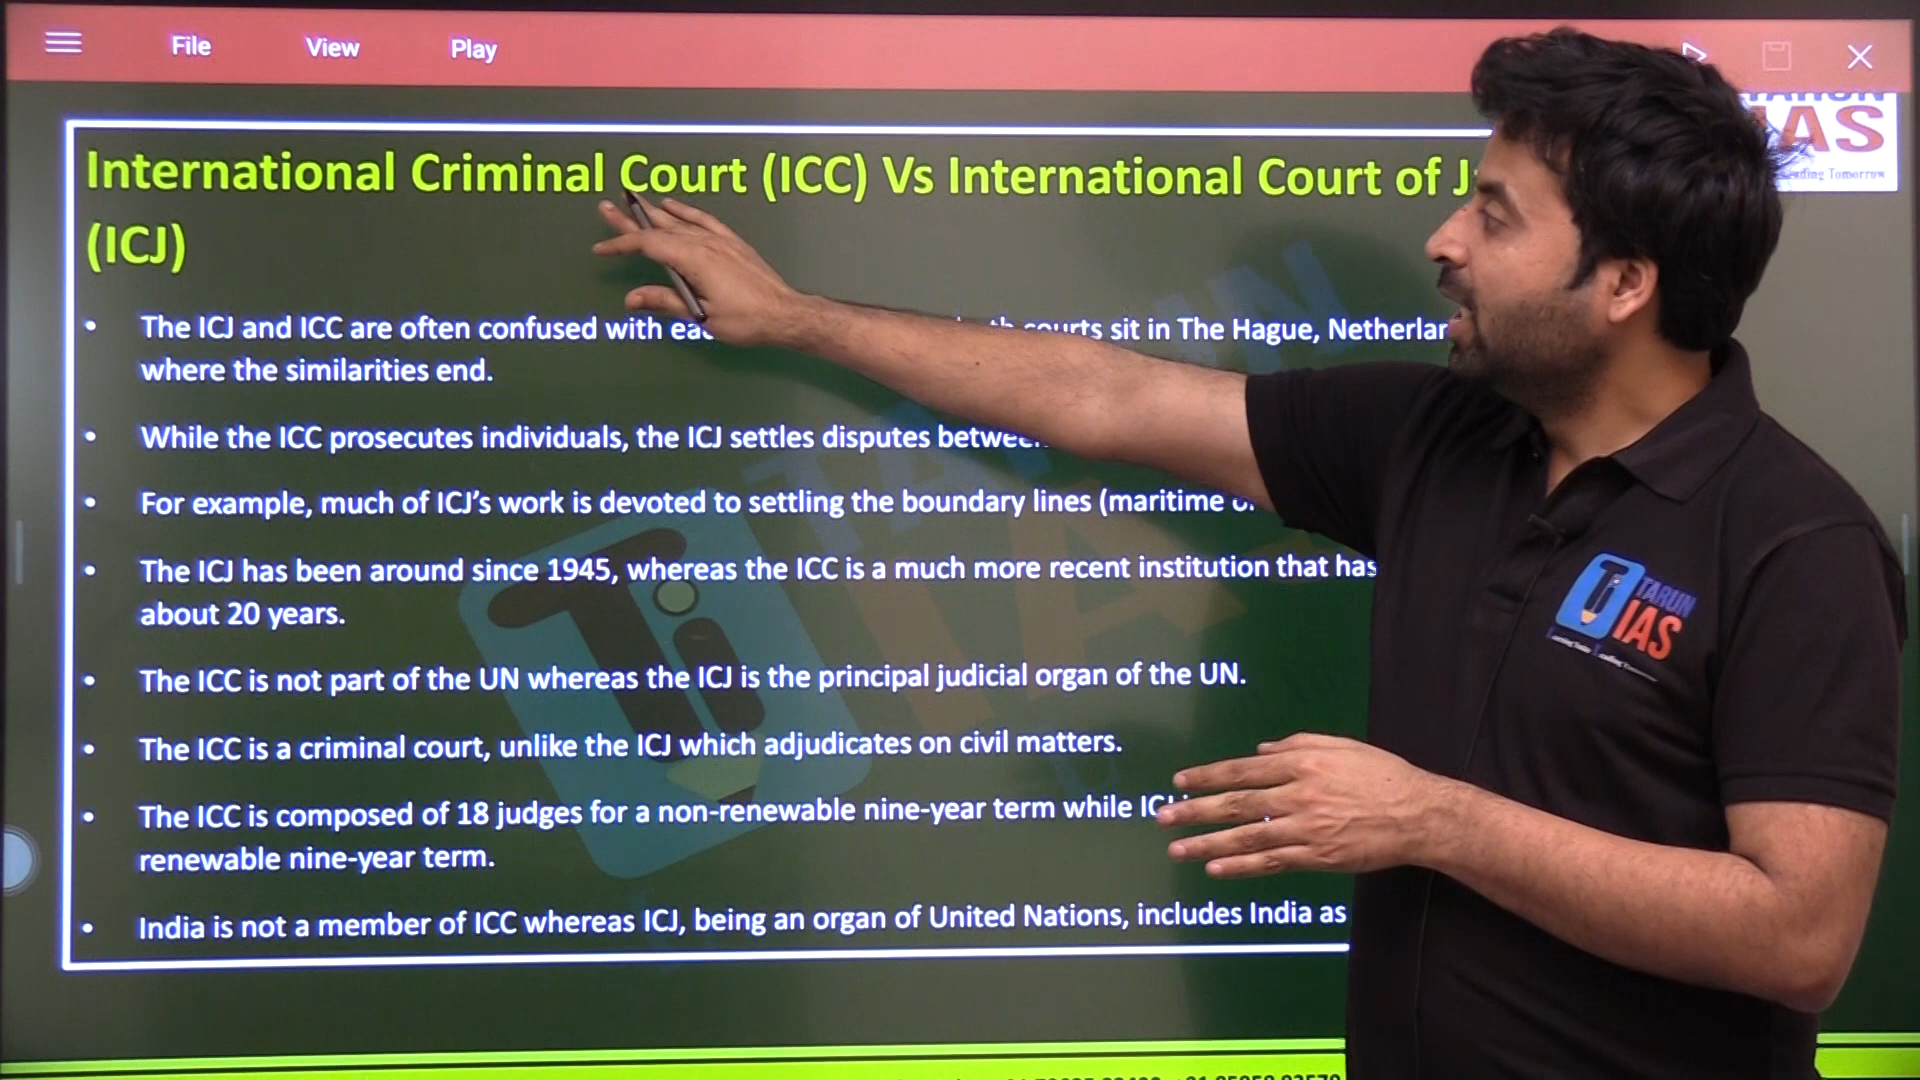 File View Play
International Criminal Court (ICC) Vs International Court of
(ICJ)
• The ICJ and ICC are often confused with courts sit in The Hague,
where the similarities end.
• While the ICC prosecutes individuals, the ICJ settles disputes
• For example, much of ICJ's work is devoted to settling the boundary lines (maritime
• The ICJ has been around since 1945, whereas the ICC is a much more recent institution that has
about 20 years.
• The ICC is not part of the UN whereas the ICJ is the principal judicial organ of the UN.
• The ICC is a criminal court, unlike the ICJ which adjudicates on civil matters.
• The ICC is composed of 18 judges for a non-renewable nine-year term while
renewable nine-year term.
• India is not a member of ICC whereas ICJ, being an organ of United Nations, includes India as
IAS
Tomorrow
Ti TARUN
IAS
TARUN
IAS